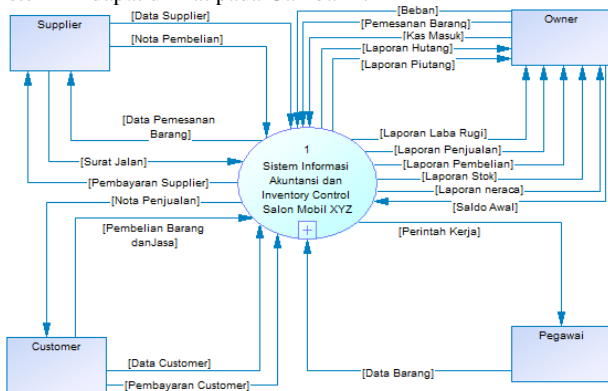 [Data Supplier]
[Beban]
Supplier
[Pemesanan Barang]
Owner
[Nota Pembelian]
[Kas Masuk]
[Laporan Hutang]
[Laporan Piutang]
[Data Pemesanan
Barang]
[Laporan Laba Rugi]
1
[Laporan Penjualan]
Sistem Informasi
Akuntansi dan
Inventory Control
Salon Mobil XYZ
[Surat Jalan]
[Laporan Pembelian]
[Laporan Stok]
[Pembayaran Supplier]
[Laporan neraca]
[Nota Penjualan]
[Saldo Awal]
[Pembelian Barang
danJasa]
[Perintah Kerja]
Customer
Pegawai
[Data Customer]
[Data Barang]
[Pembayaran Customer]